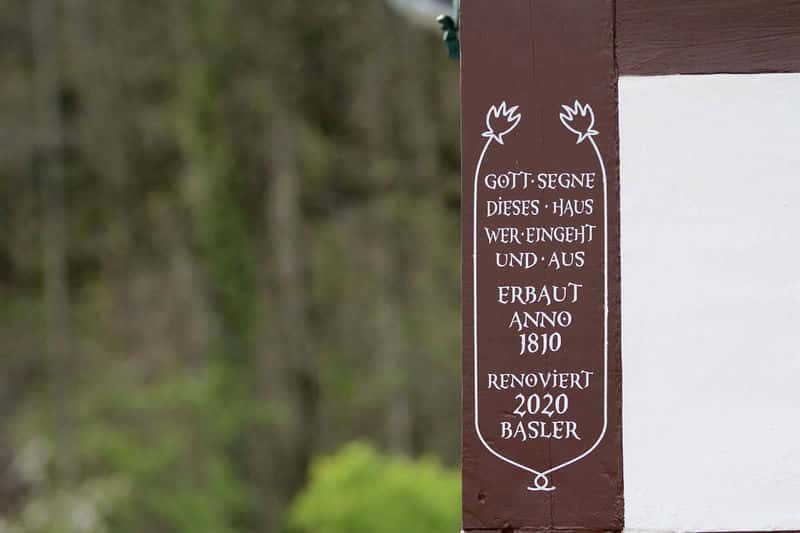 GOTT · SEGNE
DIESES · HAUS
WER · EINGEHT
UND · AUS
ERBAUT
ANNO
1810
RENOVIERT
2020
BASLER